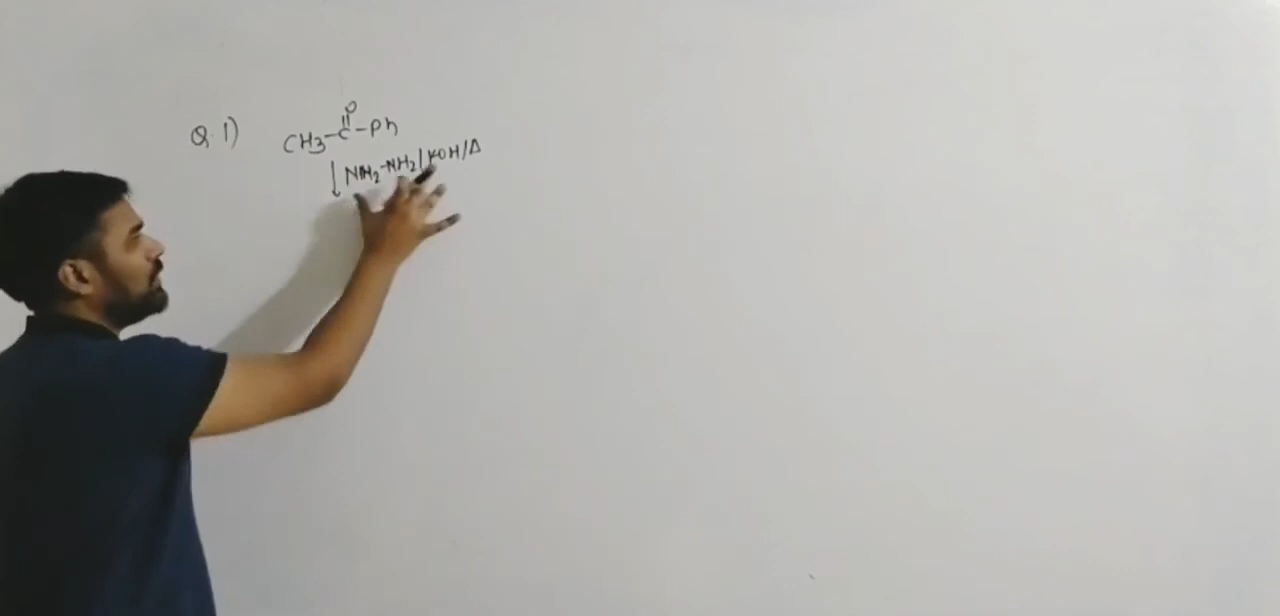 Q.1) CH3-C-Ph
O
||
↓ NH2-NH2/KOH/Δ